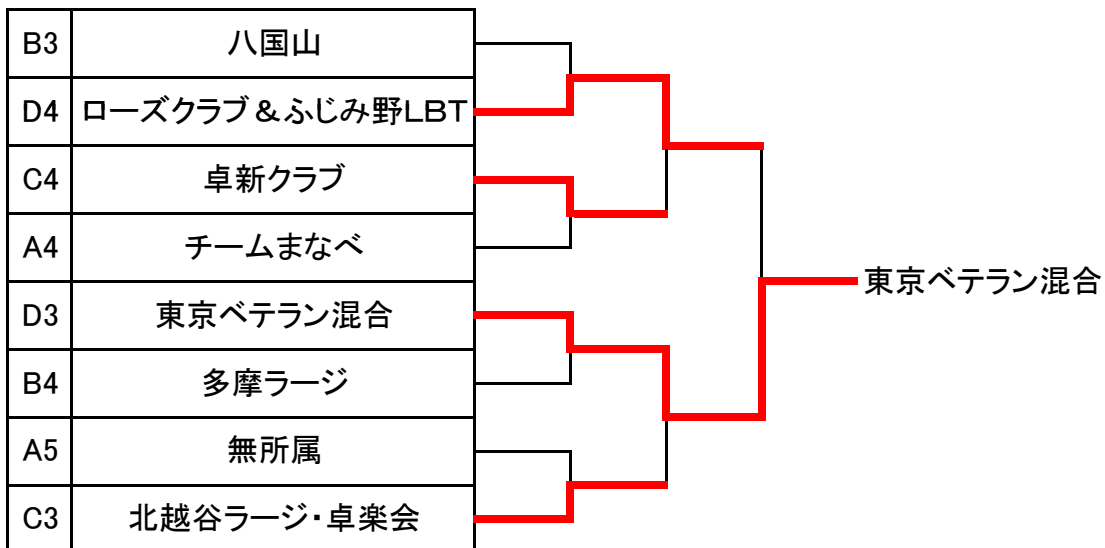 B3 八国山
D4 ローズクラブ&ふじみ野LBT
C4 卓新クラブ
A4 チームまなべ
東京ベテラン混合
D3 東京ベテラン混合
B4 多摩ラージ
A5 無所属
C3 北越谷ラージ・卓楽会